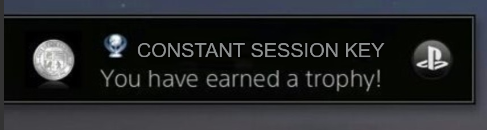 CONSTANT SESSION KEY
You have earned a trophy!